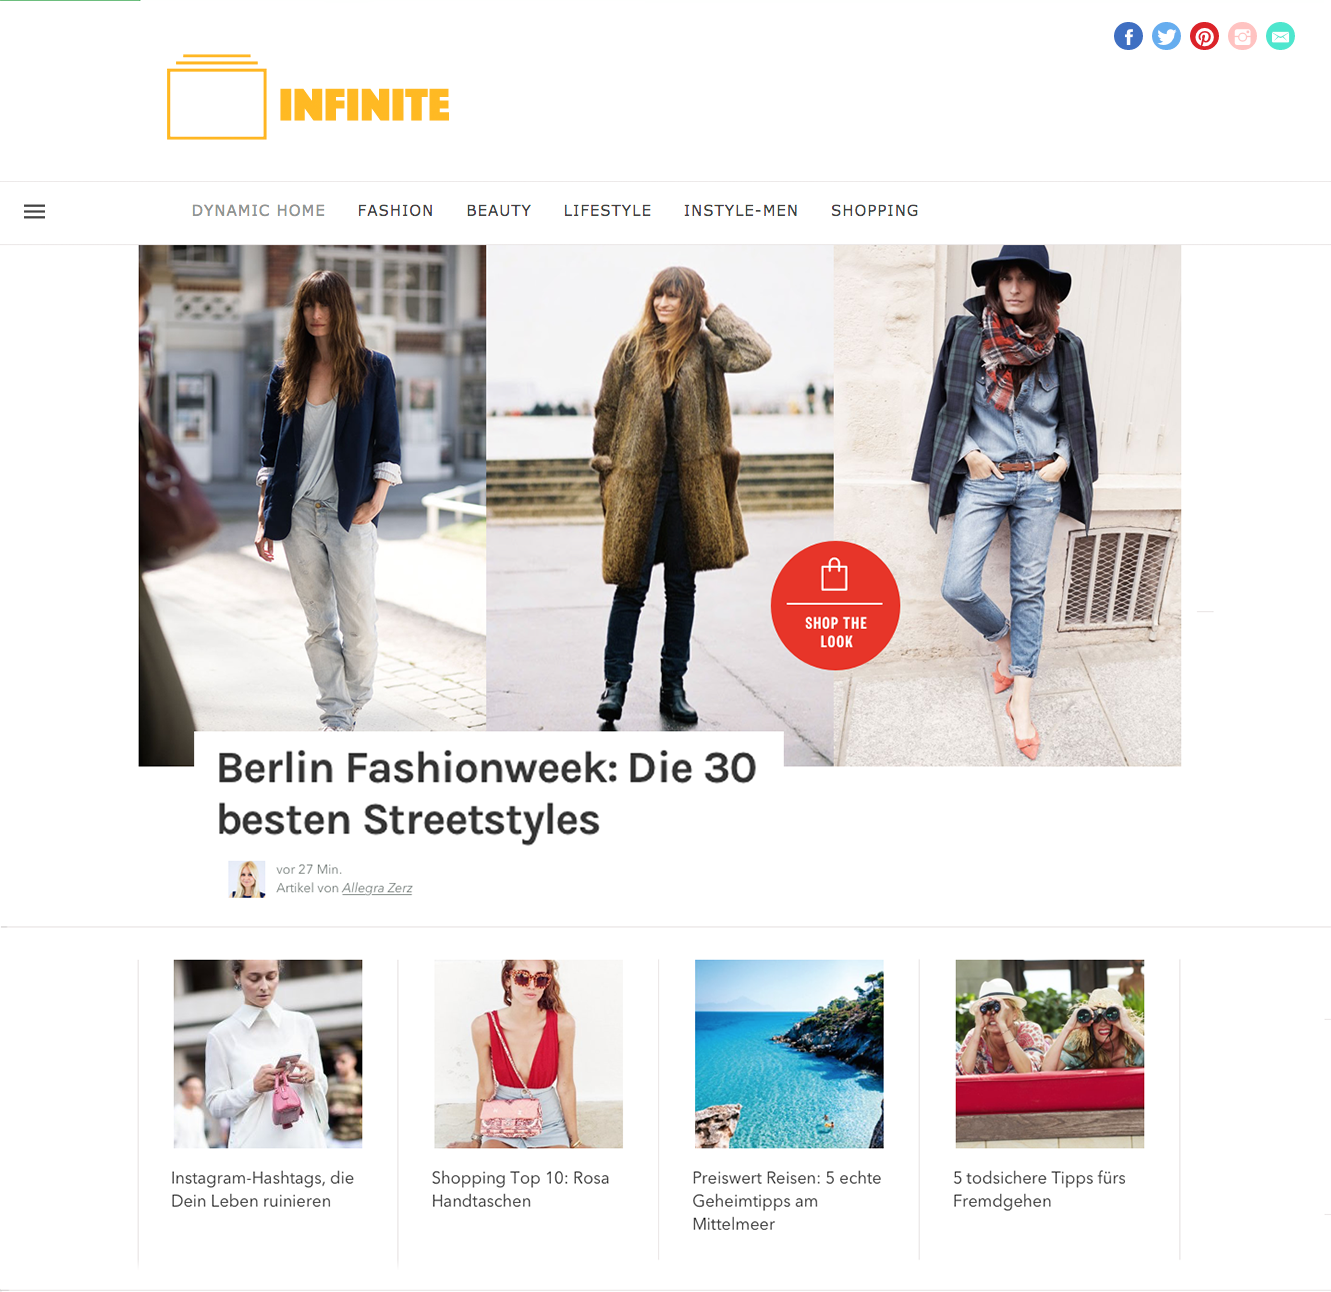 INFINITE
DYNAMIC HOME FASHION BEAUTY LIFESTYLE INSTYLE-MEN SHOPPING
SHOP THE
LOOK
Berlin Fashionweek: Die 30
besten Streetstyles
vor 27 Min.
Artikel von Allegra Zerz
Instagram-Hashtags, die
Dein Leben ruinieren
Shopping Top 10: Rosa
Handtaschen
Preiswert Reisen: 5 echte
Geheimtipps am
Mittelmeer
5 todsichere Tipps fürs
Fremdgehen